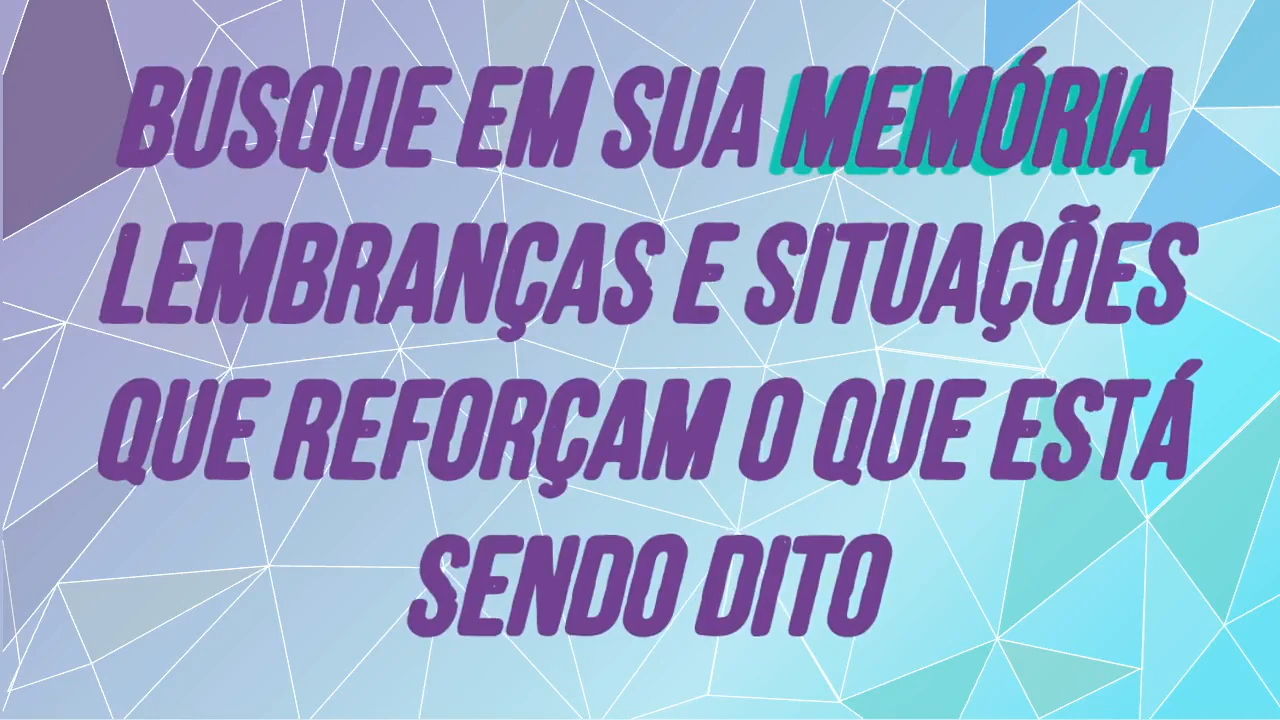 BUSQUE EM SUA MEMÓRIA
LEMBRANÇAS E SITUAÇÕES
QUE REFORÇAM O QUE ESTÁ
SENDO DITO